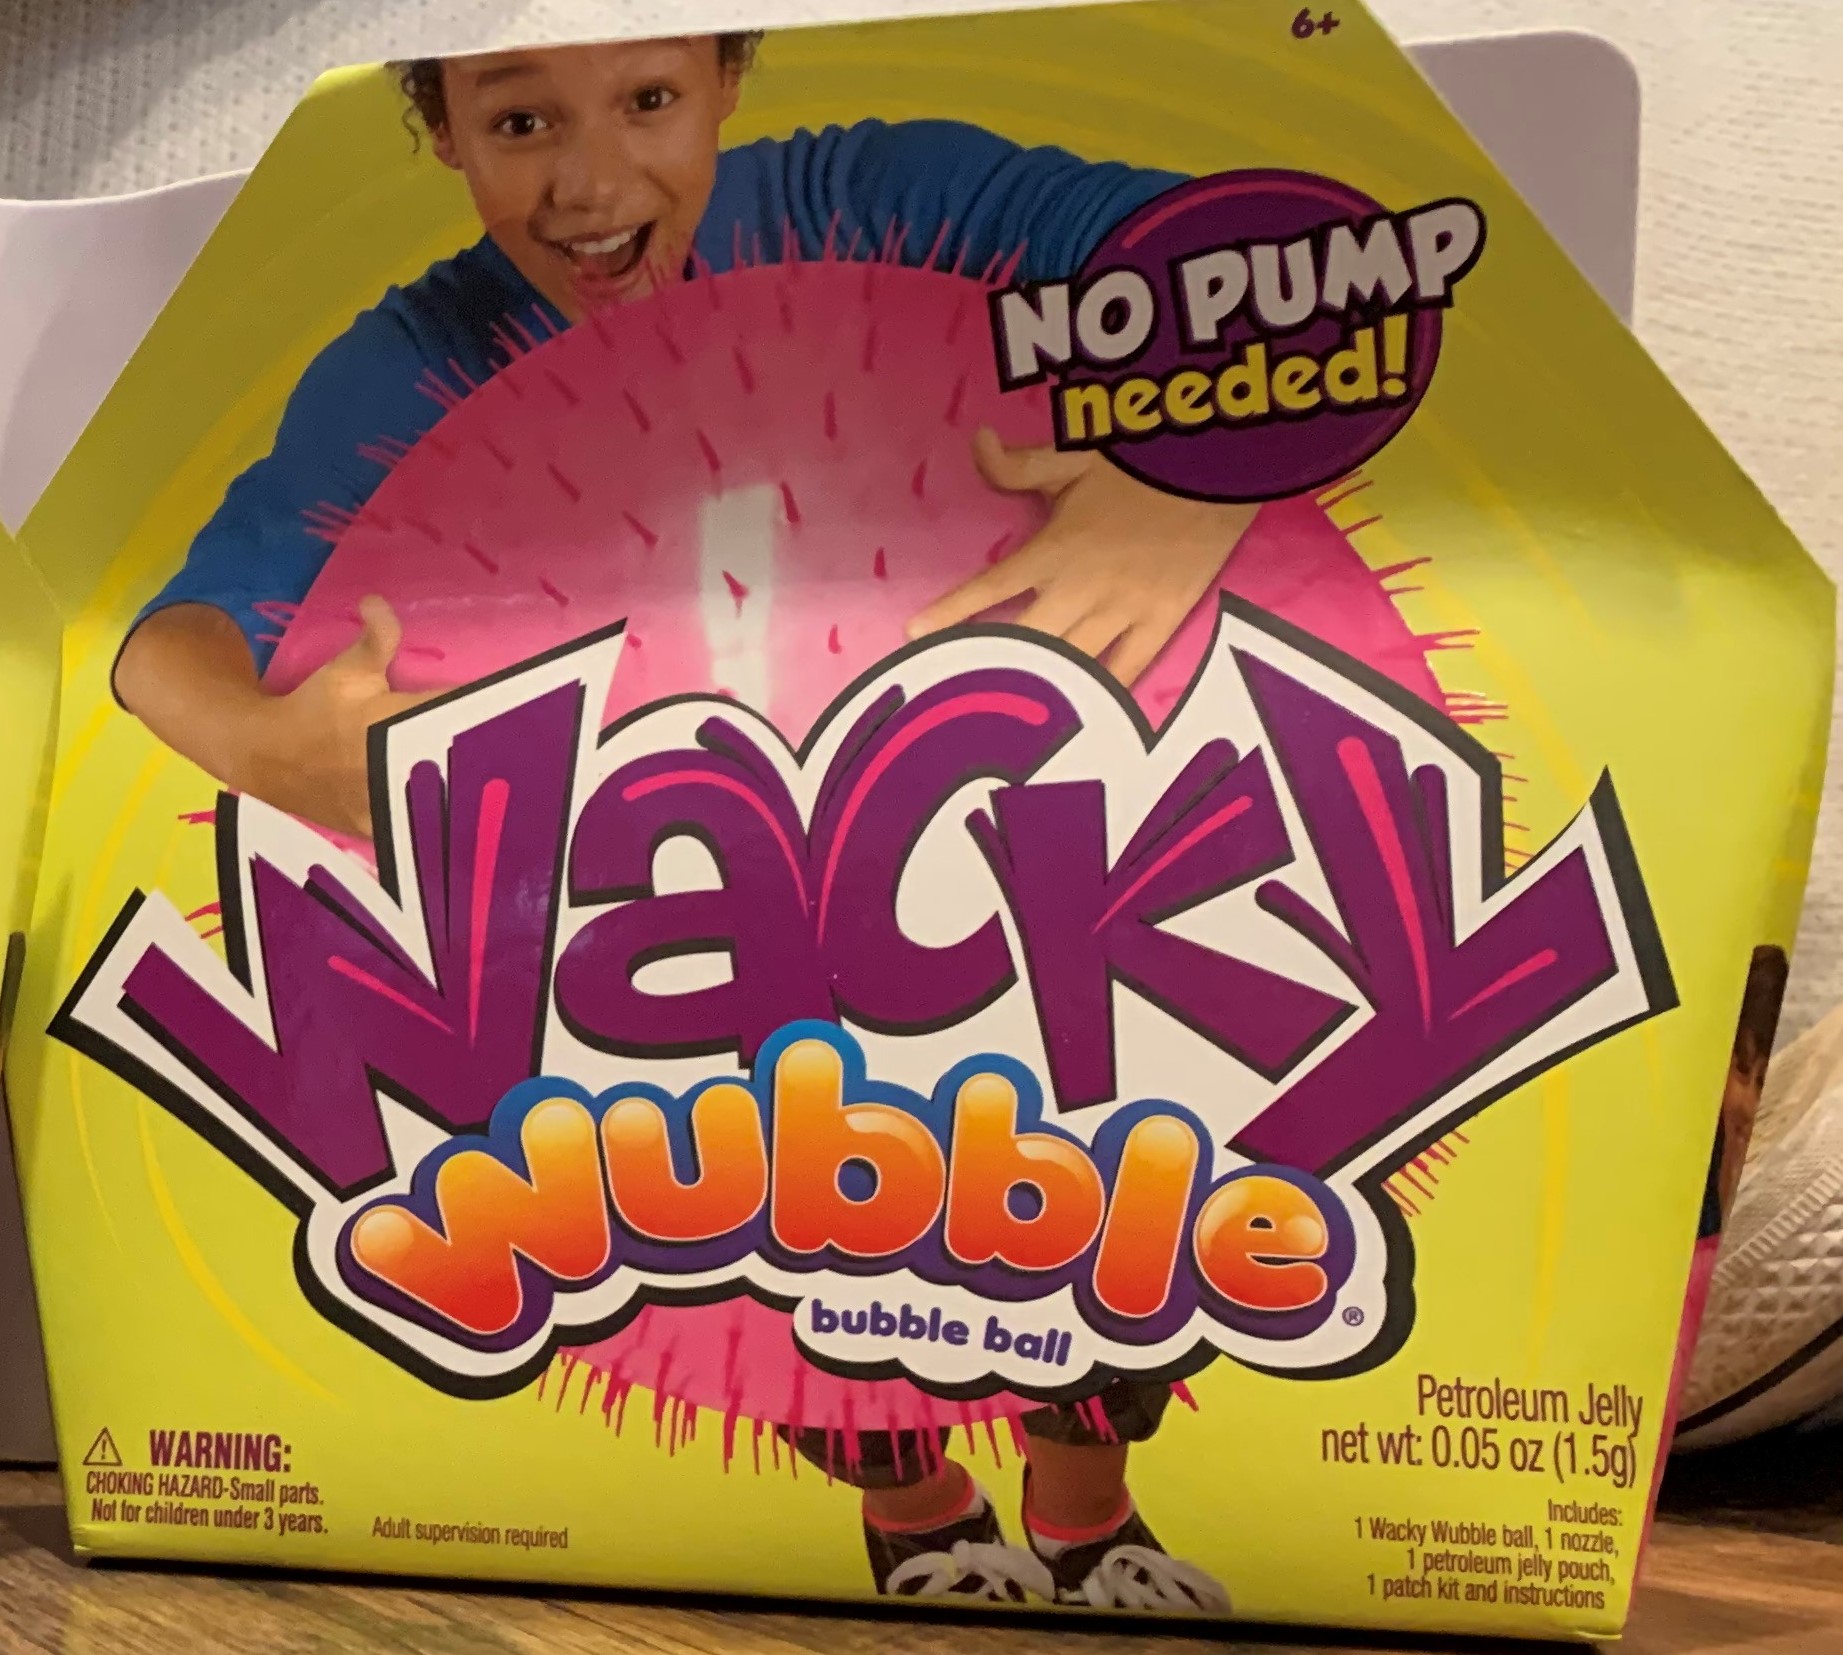 6+
NO PUMP
needed!
Wacky
Wubble®
bubble ball
Petroleum Jelly
net wt: 0.05 oz (1.5g)
⚠ WARNING:
CHOKING HAZARD-Small parts.
Not for children under 3 years.
Adult supervision required
Includes:
1 Wacky Wubble ball, 1 nozzle,
1 petroleum jelly pouch,
1 patch kit and instructions